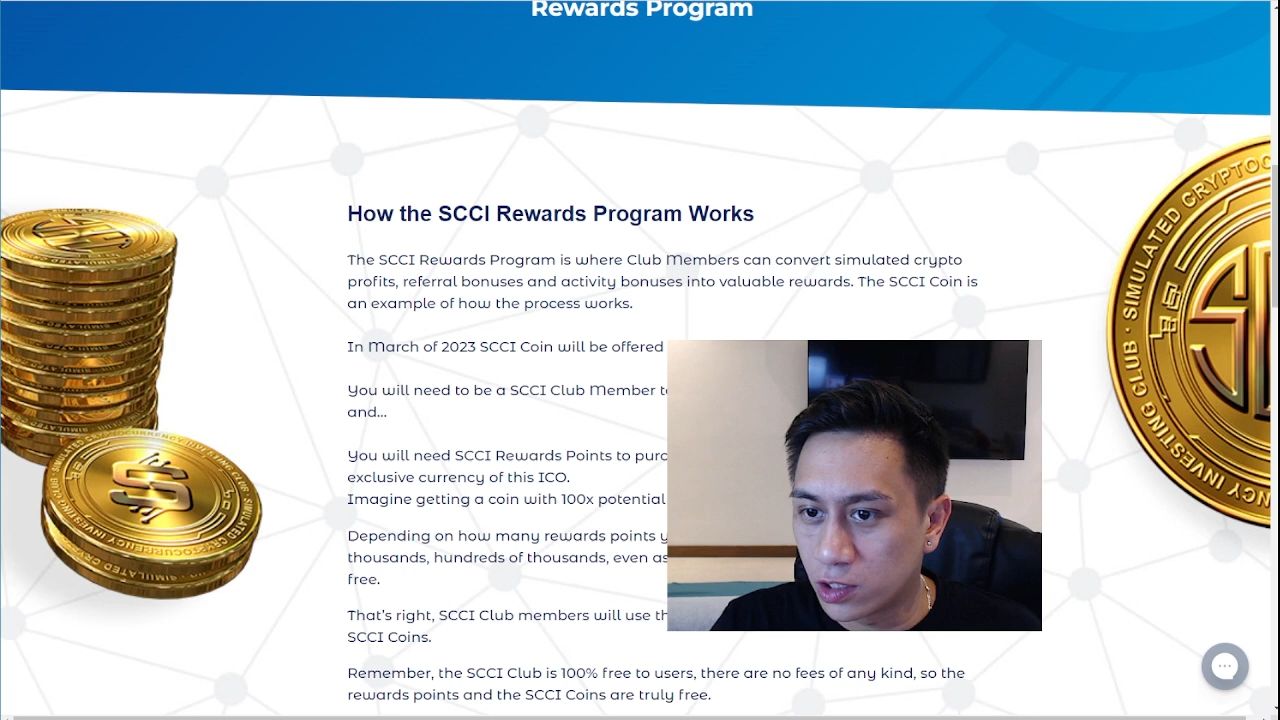 Rewards Program
How the SCCI Rewards Program Works
The SCCI Rewards Program is where Club Members can convert simulated crypto
profits, referral bonuses and activity bonuses into valuable rewards. The SCCI Coin is
an example of how the process works.
In March of 2023 SCCI Coin will be offered
You will need to be a SCCI Club Member
and...
You will need SCCI Rewards Points to
exclusive currency of this ICO.
Imagine getting a coin with 100x potential
Depending on how many rewards points
thousands, hundreds of thousands, even as
free.
That's right, SCCI Club members will use
SCCI Coins.
Remember, the SCCI Club is 100% free to users, there are no fees of any kind, so the
rewards points and the SCCI Coins are truly free.
SIMULATED
CLUB · SIMULATED
INVESTING